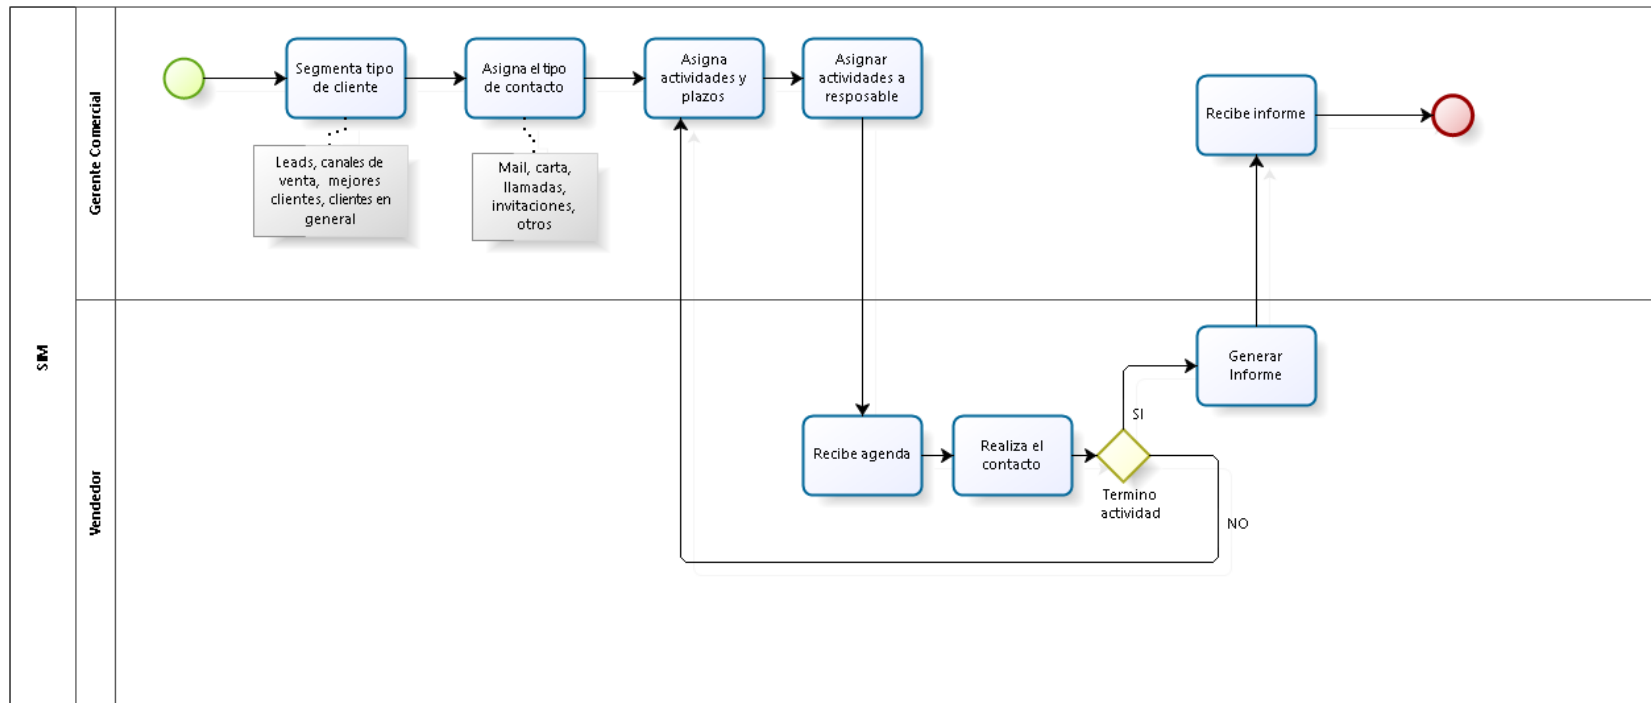 SIM
Gerente Comercial
Segmenta tipo
de cliente
Asigna el tipo
de contacto
Asigna
actividades y
plazos
Asignar
actividades a
resposable
Leads, canales de
venta, mejores
clientes, clientes en
general
Mail, carta,
llamadas,
invitaciones,
otros
Recibe informe
Vendedor
Recibe agenda
Realiza el
contacto
Termino
actividad
SI
NO
Generar
Informe